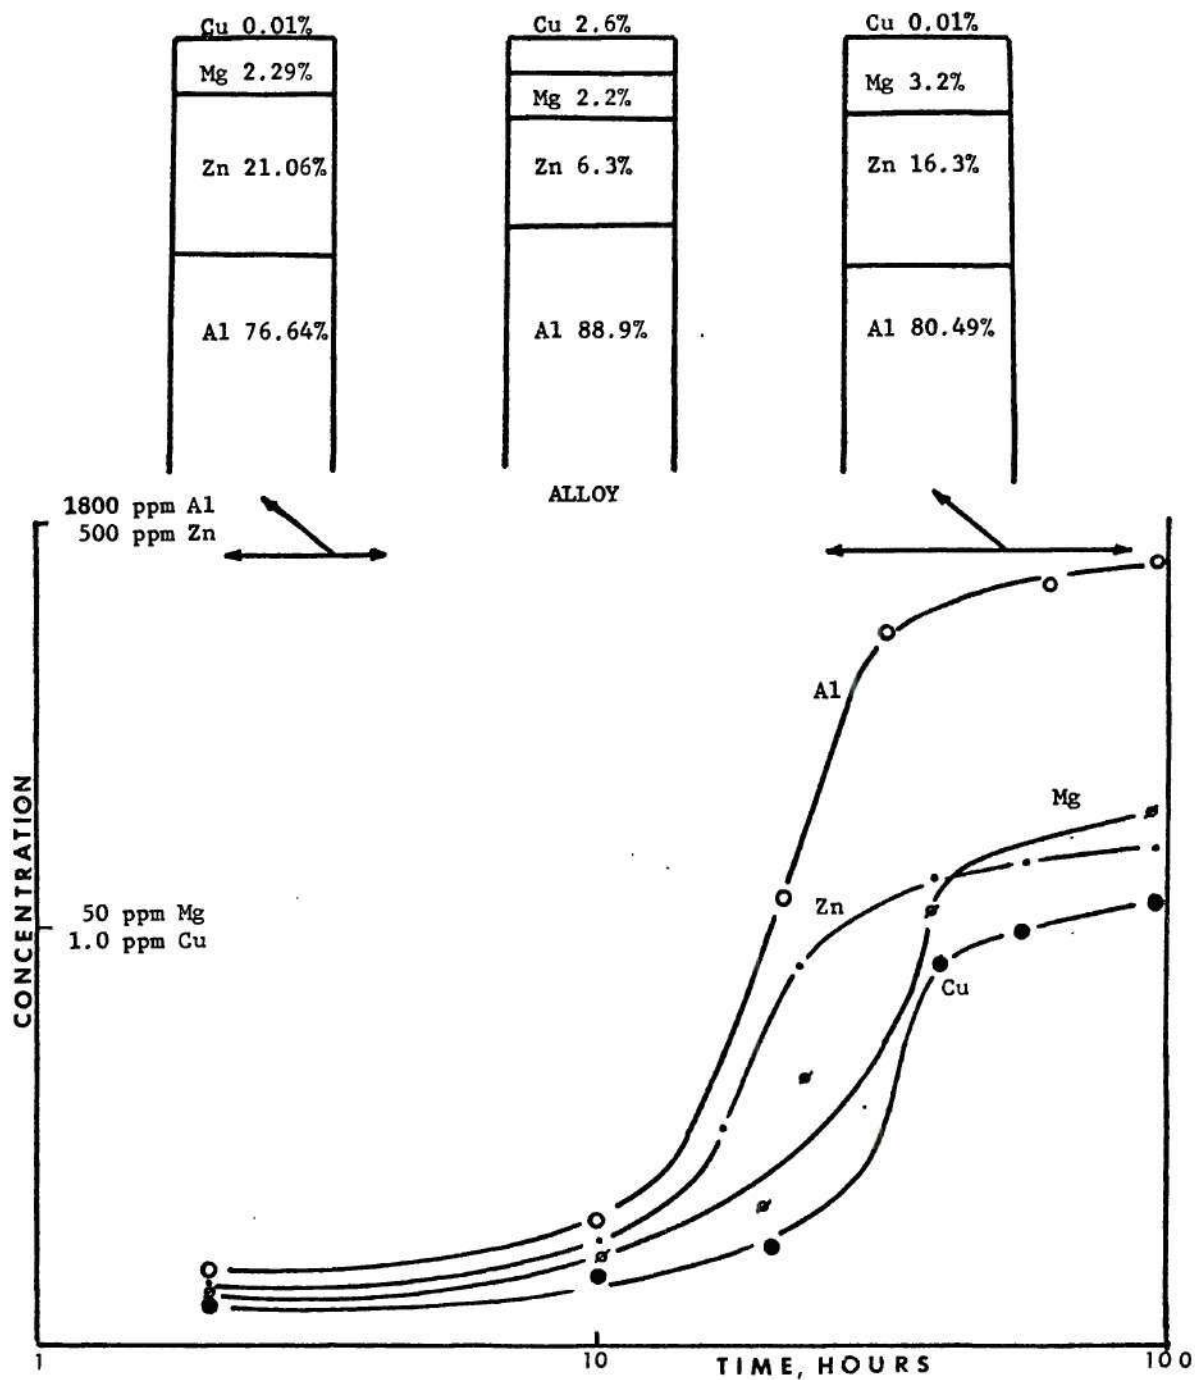 Cu 0.01%
Mg 2.29%
Zn 21.06%
Al 76.64%
Cu 2.6%
Mg 2.2%
Zn 6.3%
Al 88.9%
ALLOY
Cu 0.01%
Mg 3.2%
Zn 16.3%
Al 80.49%
1800 ppm Al
500 ppm Zn
50 ppm Mg
1.0 ppm Cu
CONCENTRATION
Al
Mg
Zn
Cu
1
10
100
TIME, HOURS